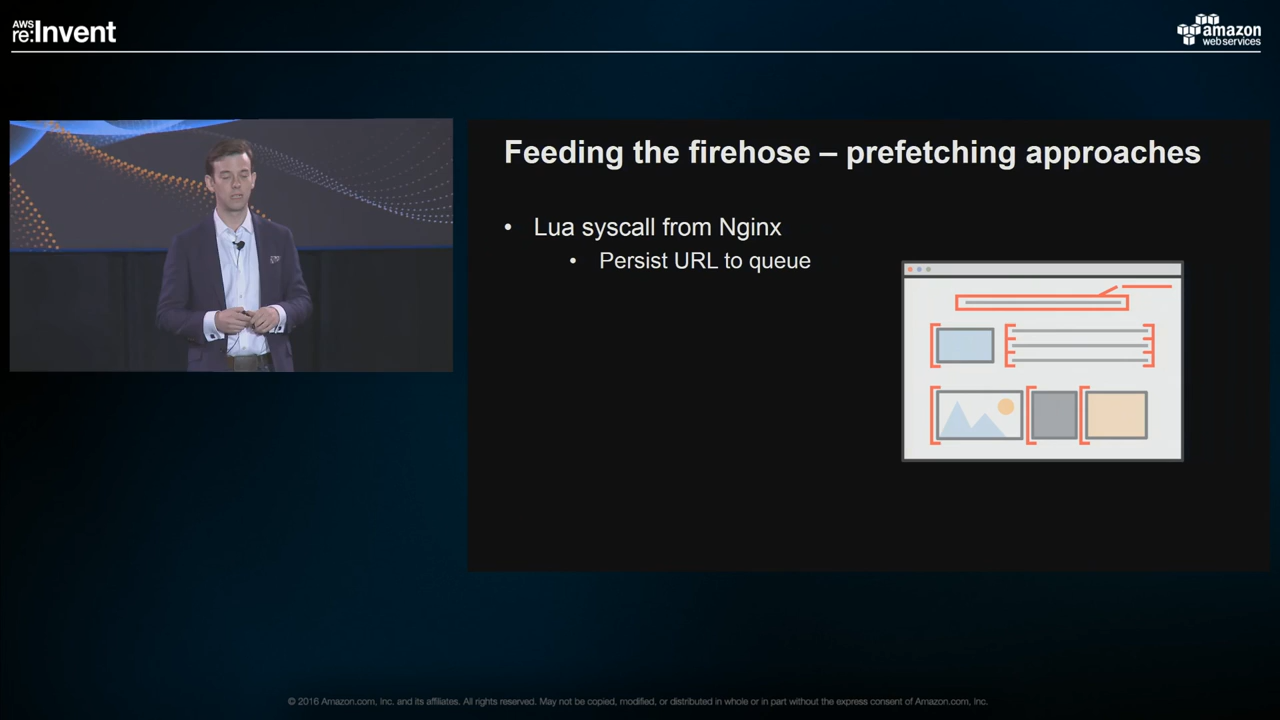 AWS
re:Invent
amazon
web services
Feeding the firehose – prefetching approaches
• Lua syscall from Nginx
• Persist URL to queue
© 2016 Amazon.com, Inc. and its affiliates. All rights reserved. May not be copied, modified, or distributed in whole or in part without the express consent of Amazon.com, Inc.